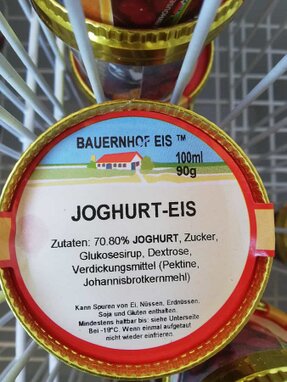 BAUERNHOF EIS ™
100ml
90g
JOGHURT-EIS
Zutaten: 70.80% JOGHURT, Zucker,
Glukosesirup, Dextrose,
Verdickungsmittel (Pektine,
Johannisbrotkernmehl)
Kann Spuren von Ei, Nüssen, Erdnüssen,
Soja und Gluten enthalten.
Mindestens haltbar bis: siehe Unterseite
Bei -18°C. Wenn einmal aufgetaut
nicht wieder einfrieren.